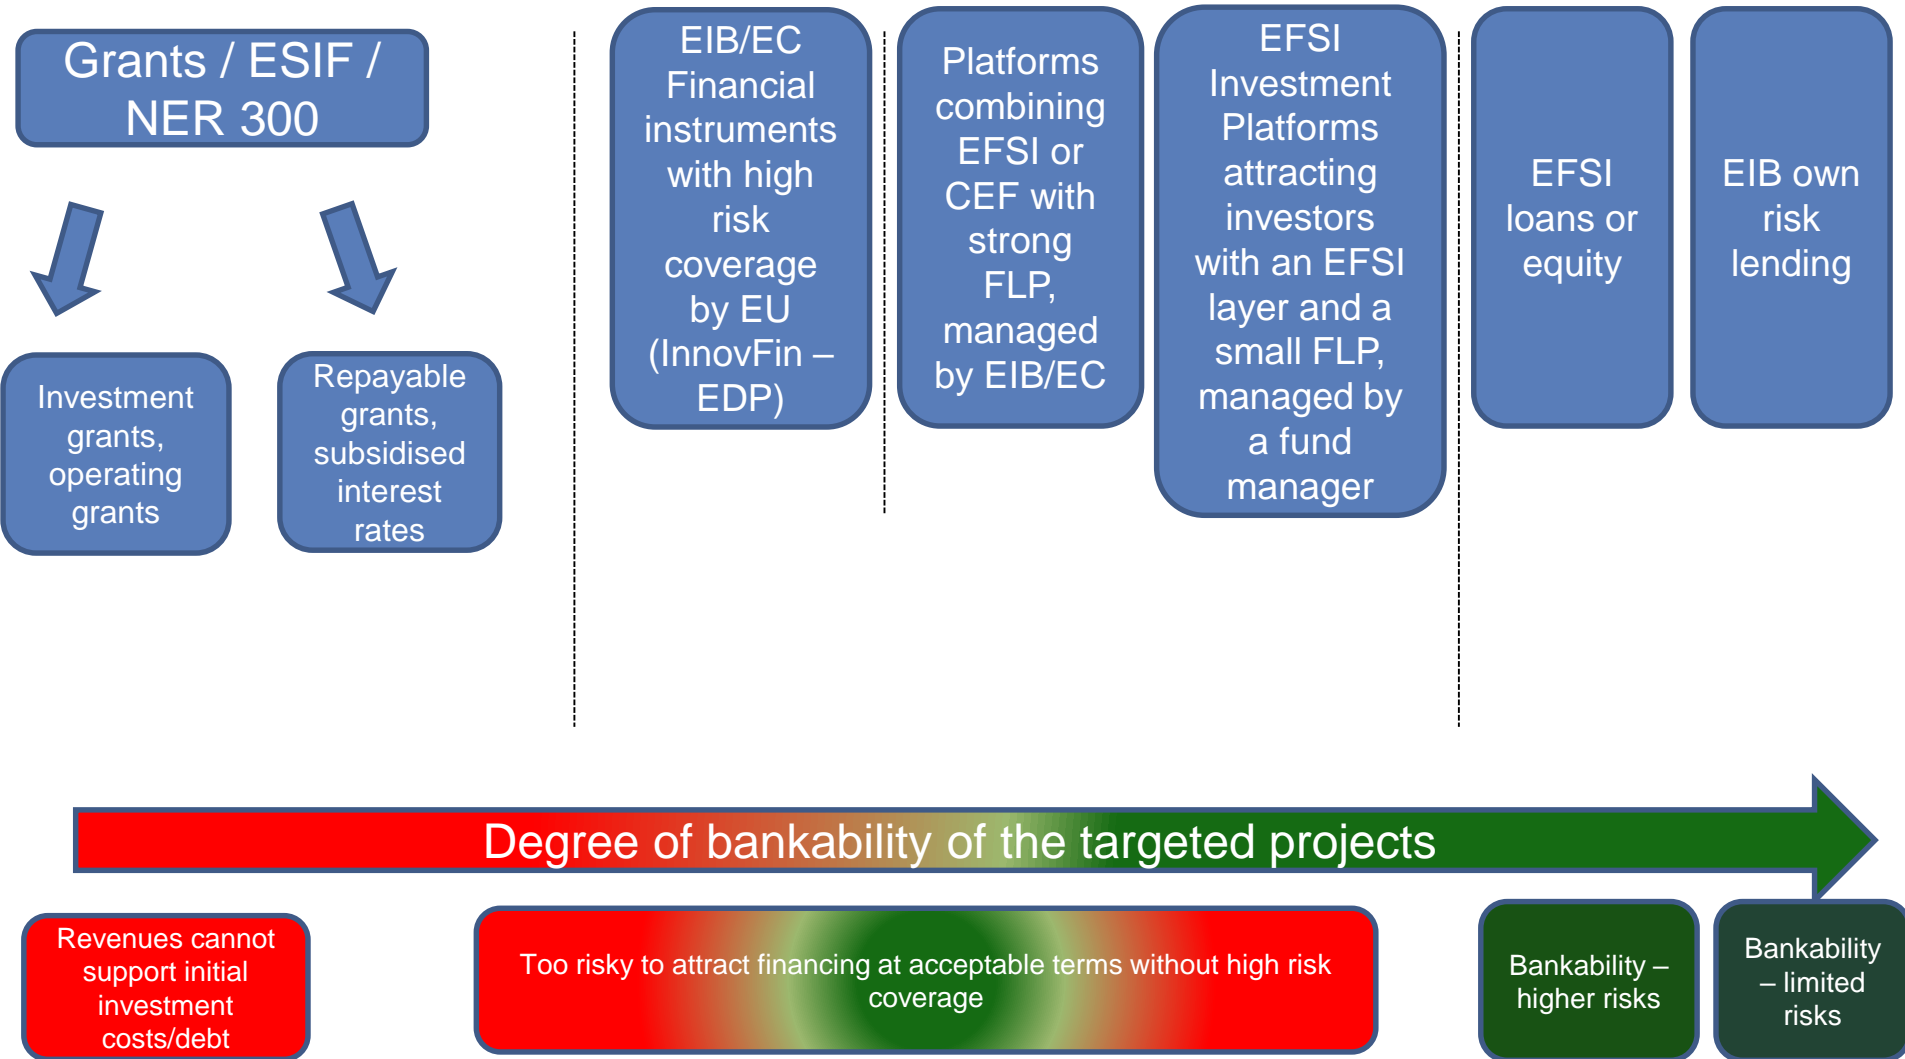 Grants / ESIF /
NER 300
Investment
grants,
operating
grants
Repayable
grants,
subsidised
interest
rates
EIB/EC
Financial
instruments
with high
risk
coverage
by EU
(InnovFin –
EDP)
Platforms
combining
EFSI or
CEF with
strong
FLP,
managed
by EIB/EC
EFSI
Investment
Platforms
attracting
investors
with an EFSI
layer and a
small FLP,
managed by
a fund
manager
EFSI
loans or
equity
EIB own
risk
lending
Degree of bankability of the targeted projects
Revenues cannot
support initial
investment
costs/debt
Too risky to attract financing at acceptable terms without high risk
coverage
Bankability –
higher risks
Bankability
– limited
risks